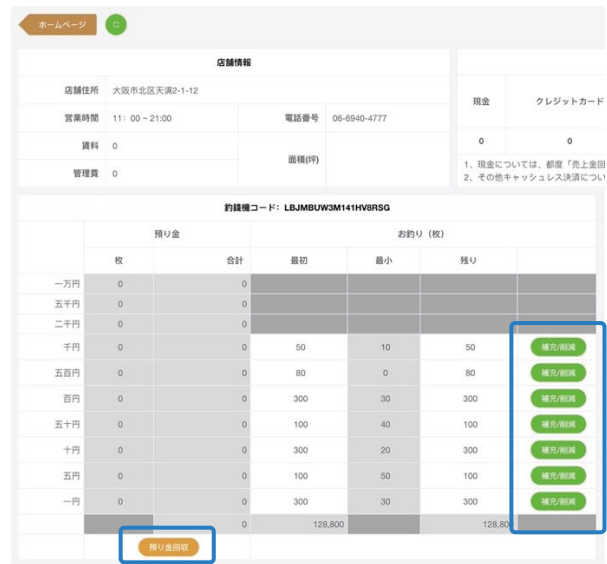 ホームページ
店舗情報
店舗住所 大阪市北区天満2-1-12
営業時間 11：00 ~ 21:00 電話番号 06-6940-4777
賃料 0 面積(坪)
管理費 0
現金 クレジットカード
0 0
1、現金については、都度「売上金回
2、その他キャッシュレス決済につい
釣銭機コード：LBJMBUW3M141HV8RSG
預り金 お釣り（枚）
枚 合計 最初 最小 残り
一万円 0 0
五千円 0 0
二千円 0 0
千円 0 0 50 10 50 補充/削減
五百円 0 0 80 0 80 補充/削減
百円 0 0 300 30 300 補充/削減
五十円 0 0 100 40 100 補充/削減
十円 0 0 300 20 300 補充/削減
五円 0 0 100 50 100 補充/削減
一円 0 0 300 30 300 補充/削減
0 128,800 128,800
預り金回収